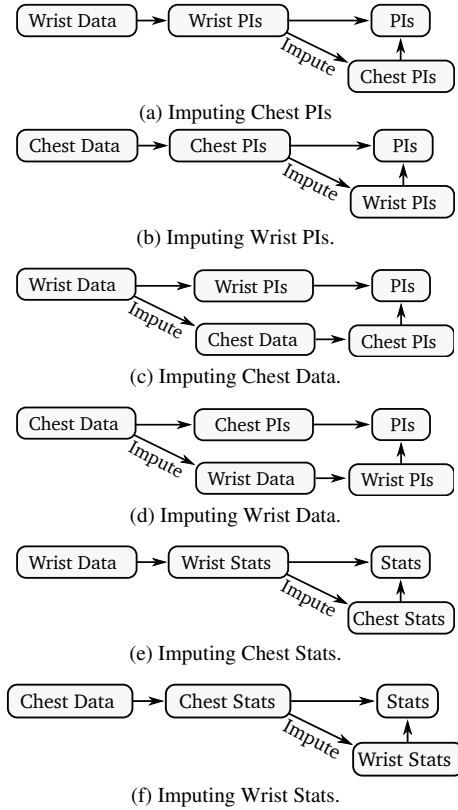 Wrist Data Wrist PIs PIs
Impute
Chest PIs
(a) Imputing Chest PIs
Chest Data Chest PIs PIs
Impute
Wrist PIs
(b) Imputing Wrist PIs.
Wrist Data Wrist PIs PIs
Impute
Chest Data Chest PIs
(c) Imputing Chest Data.
Chest Data Chest PIs PIs
Impute
Wrist Data Wrist PIs
(d) Imputing Wrist Data.
Wrist Data Wrist Stats Stats
Impute
Chest Stats
(e) Imputing Chest Stats.
Chest Data Chest Stats Stats
Impute
Wrist Stats
(f) Imputing Wrist Stats.